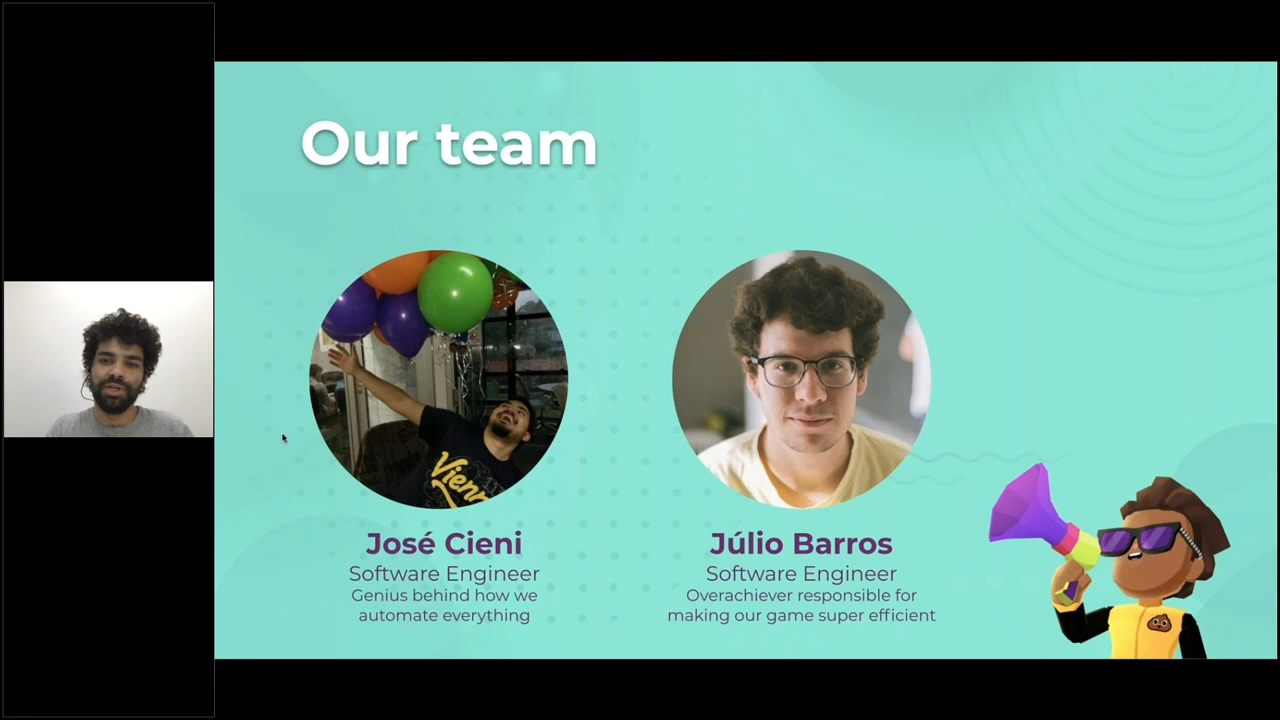 Our team
Vien
José Cieni
Software Engineer
Genius behind how we
automate everything
Júlio Barros
Software Engineer
Overachiever responsible for
making our game super efficient